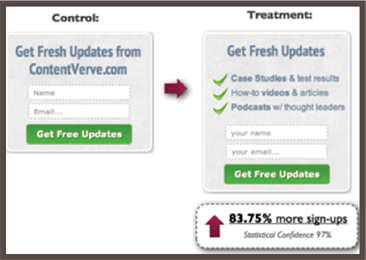 Control:
Get Fresh Updates from
ContentVerve.com
Name
Email...
Get Free Updates
Treatment:
Get Fresh Updates
Case Studies & test results
How-to videos & articles
Podcasts w/ thought leaders
your name
your email...
Get Free Updates
83.75% more sign-ups
Statistical Confidence 97%